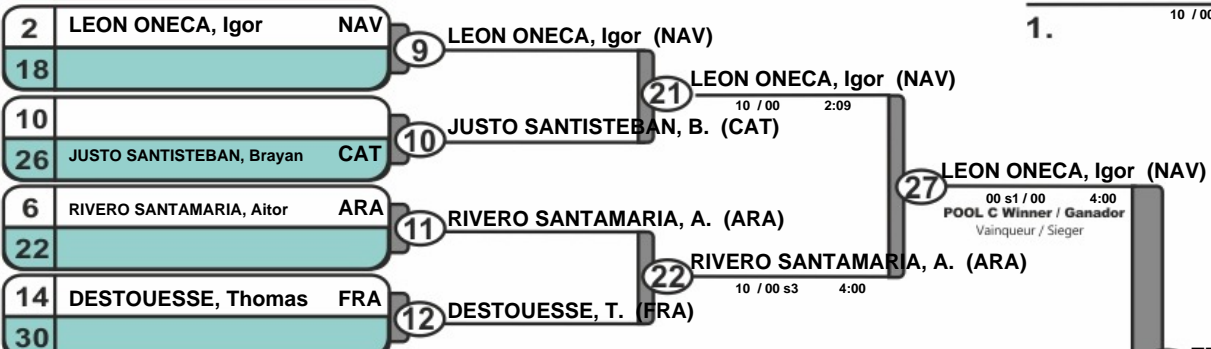 2 LEON ONECA, Igor NAV
18
9
LEON ONECA, Igor (NAV)
10
26 JUSTO SANTISTEBAN, Brayan CAT
10
JUSTO SANTISTEBAN, B. (CAT)
21
LEON ONECA, Igor (NAV)
10 / 00 2:09
6 RIVERO SANTAMARIA, Aitor ARA
22
11
RIVERO SANTAMARIA, A. (ARA)
14 DESTOUESSE, Thomas FRA
30
12
DESTOUESSE, T. (FRA)
22
RIVERO SANTAMARIA, A. (ARA)
10 / 00 s3 4:00
27
LEON ONECA, Igor (NAV)
00 s1 / 00 4:00
POOL C Winner / Ganador
Vainqueur / Sieger
10 / 00
1.